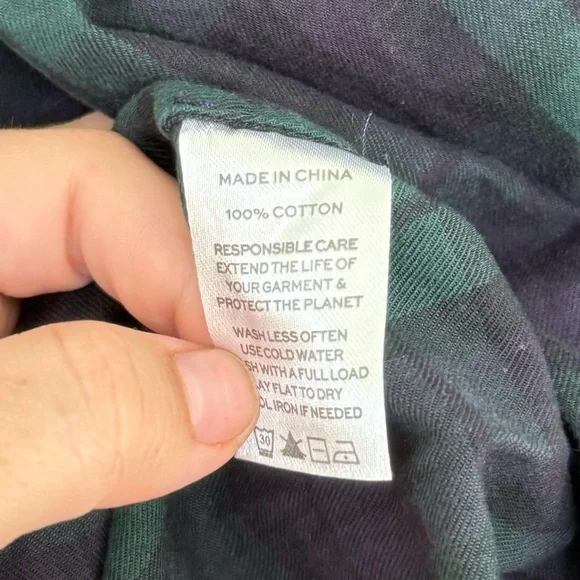 MADE IN CHINA
100% COTTON
RESPONSIBLE CARE
EXTEND THE LIFE OF
YOUR GARMENT &
PROTECT THE PLANET
WASH LESS OFTEN
USE COLD WATER
WITH A FULL LOAD
FLAT TO DRY
IRON IF NEEDED
30